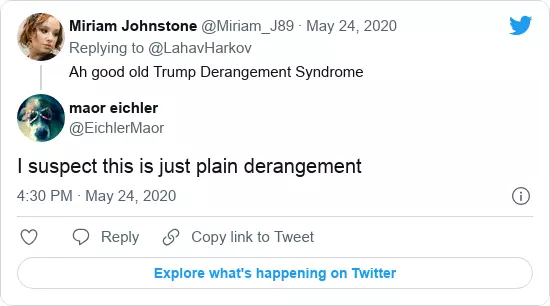 Miriam Johnstone @Miriam_J89 · May 24, 2020
Replying to @LahavHarkov
Ah good old Trump Derangement Syndrome
maor eichler
@EichlerMaor
I suspect this is just plain derangement
4:30 PM · May 24, 2020
Reply Copy link to Tweet
Explore what's happening on Twitter